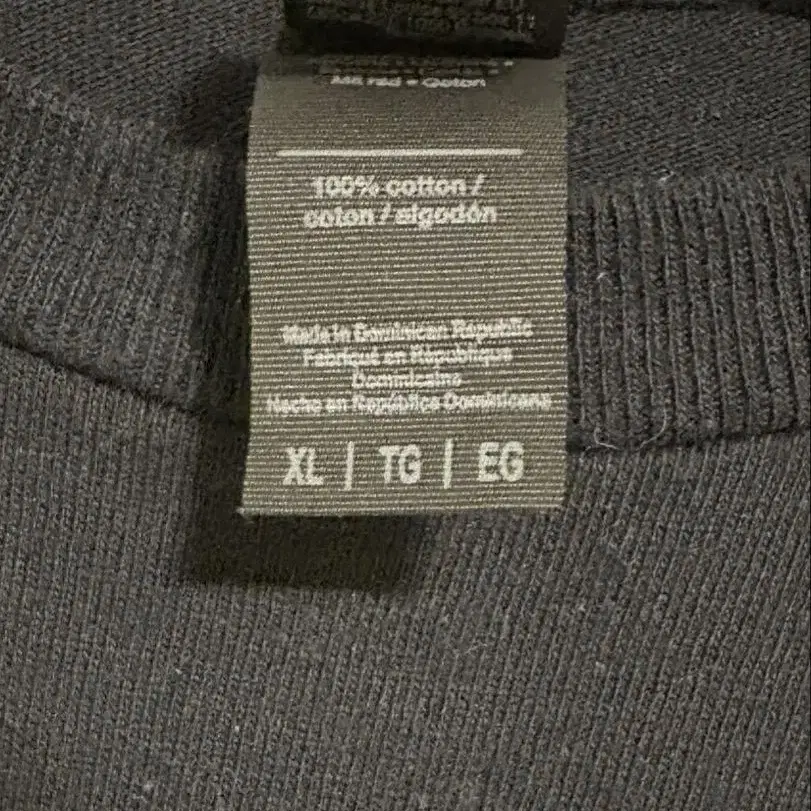 100% cotton /
coton / algodón
Made in Dominican Republic
Fabriqué en République
Dominicaine
Hecho en República Dominicana
XL | TG | EG